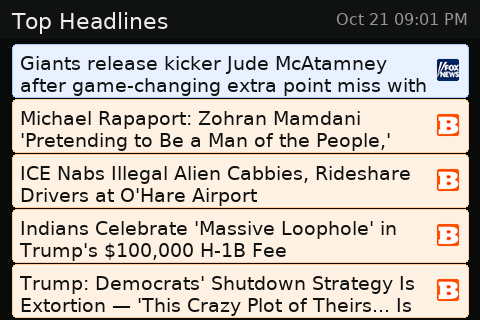 Top Headlines
Oct 21 09:01 PM
Giants release kicker Jude McAtamney
after game-changing extra point miss with
FOX
NEWS
Michael Rapaport: Zohran Mamdani
'Pretending to Be a Man of the People,'
B
ICE Nabs Illegal Alien Cabbies, Rideshare
Drivers at O'Hare Airport
B
Indians Celebrate 'Massive Loophole' in
Trump's $100,000 H-1B Fee
B
Trump: Democrats' Shutdown Strategy Is
Extortion — 'This Crazy Plot of Theirs... Is
B